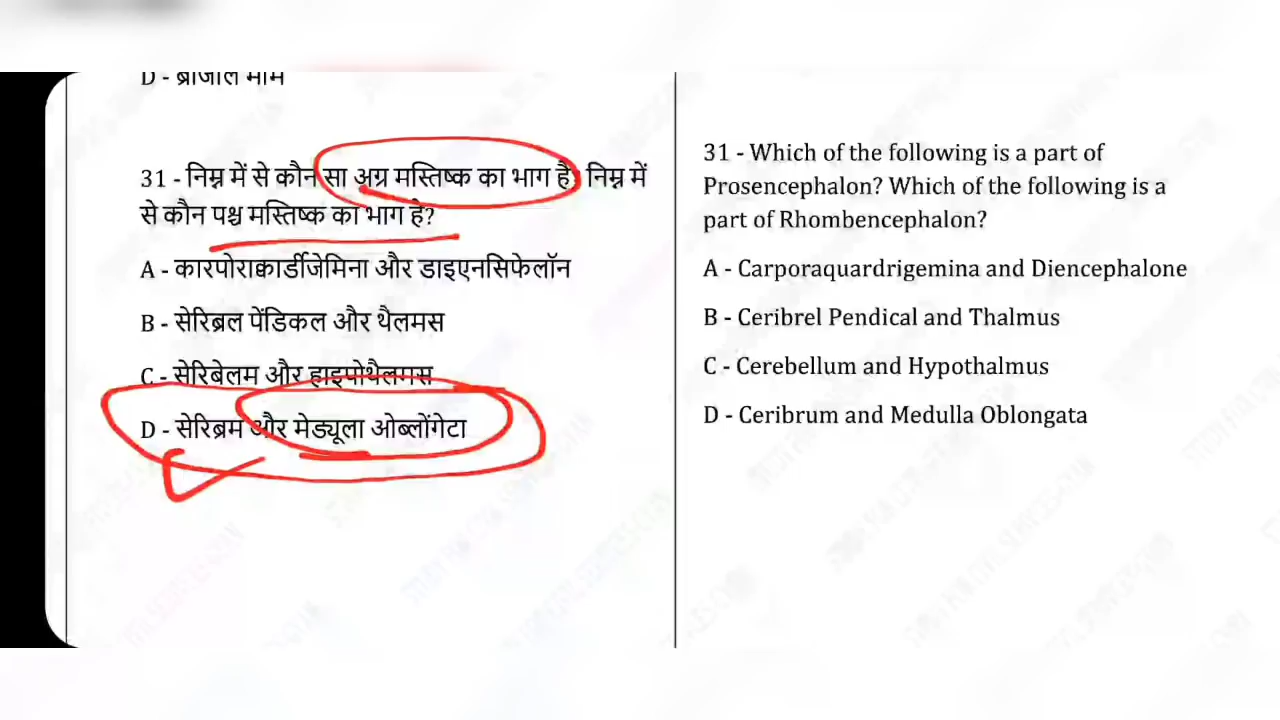 D - ब्राजील मोम
31 - निम्न में से कौन सा अग्र मस्तिष्क का भाग है? निम्न में
से कौन पश्च मस्तिष्क का भाग है?
A - कारपोराक्वार्डीजेमिना और डाइएनसिफेलॉन
B - सेरिब्रल पेंडिकल और थैलमस
C - सेरिबेलम और हाइपोथैलमस
D - सेरिब्रम और मेड्यूला ओब्लोंगेटा
31 - Which of the following is a part of
Prosencephalon? Which of the following is a
part of Rhombencephalon?
A - Carporaquardrigemina and Diencephalone
B - Ceribrel Pendical and Thalmus
C - Cerebellum and Hypothalmus
D - Ceribrum and Medulla Oblongata